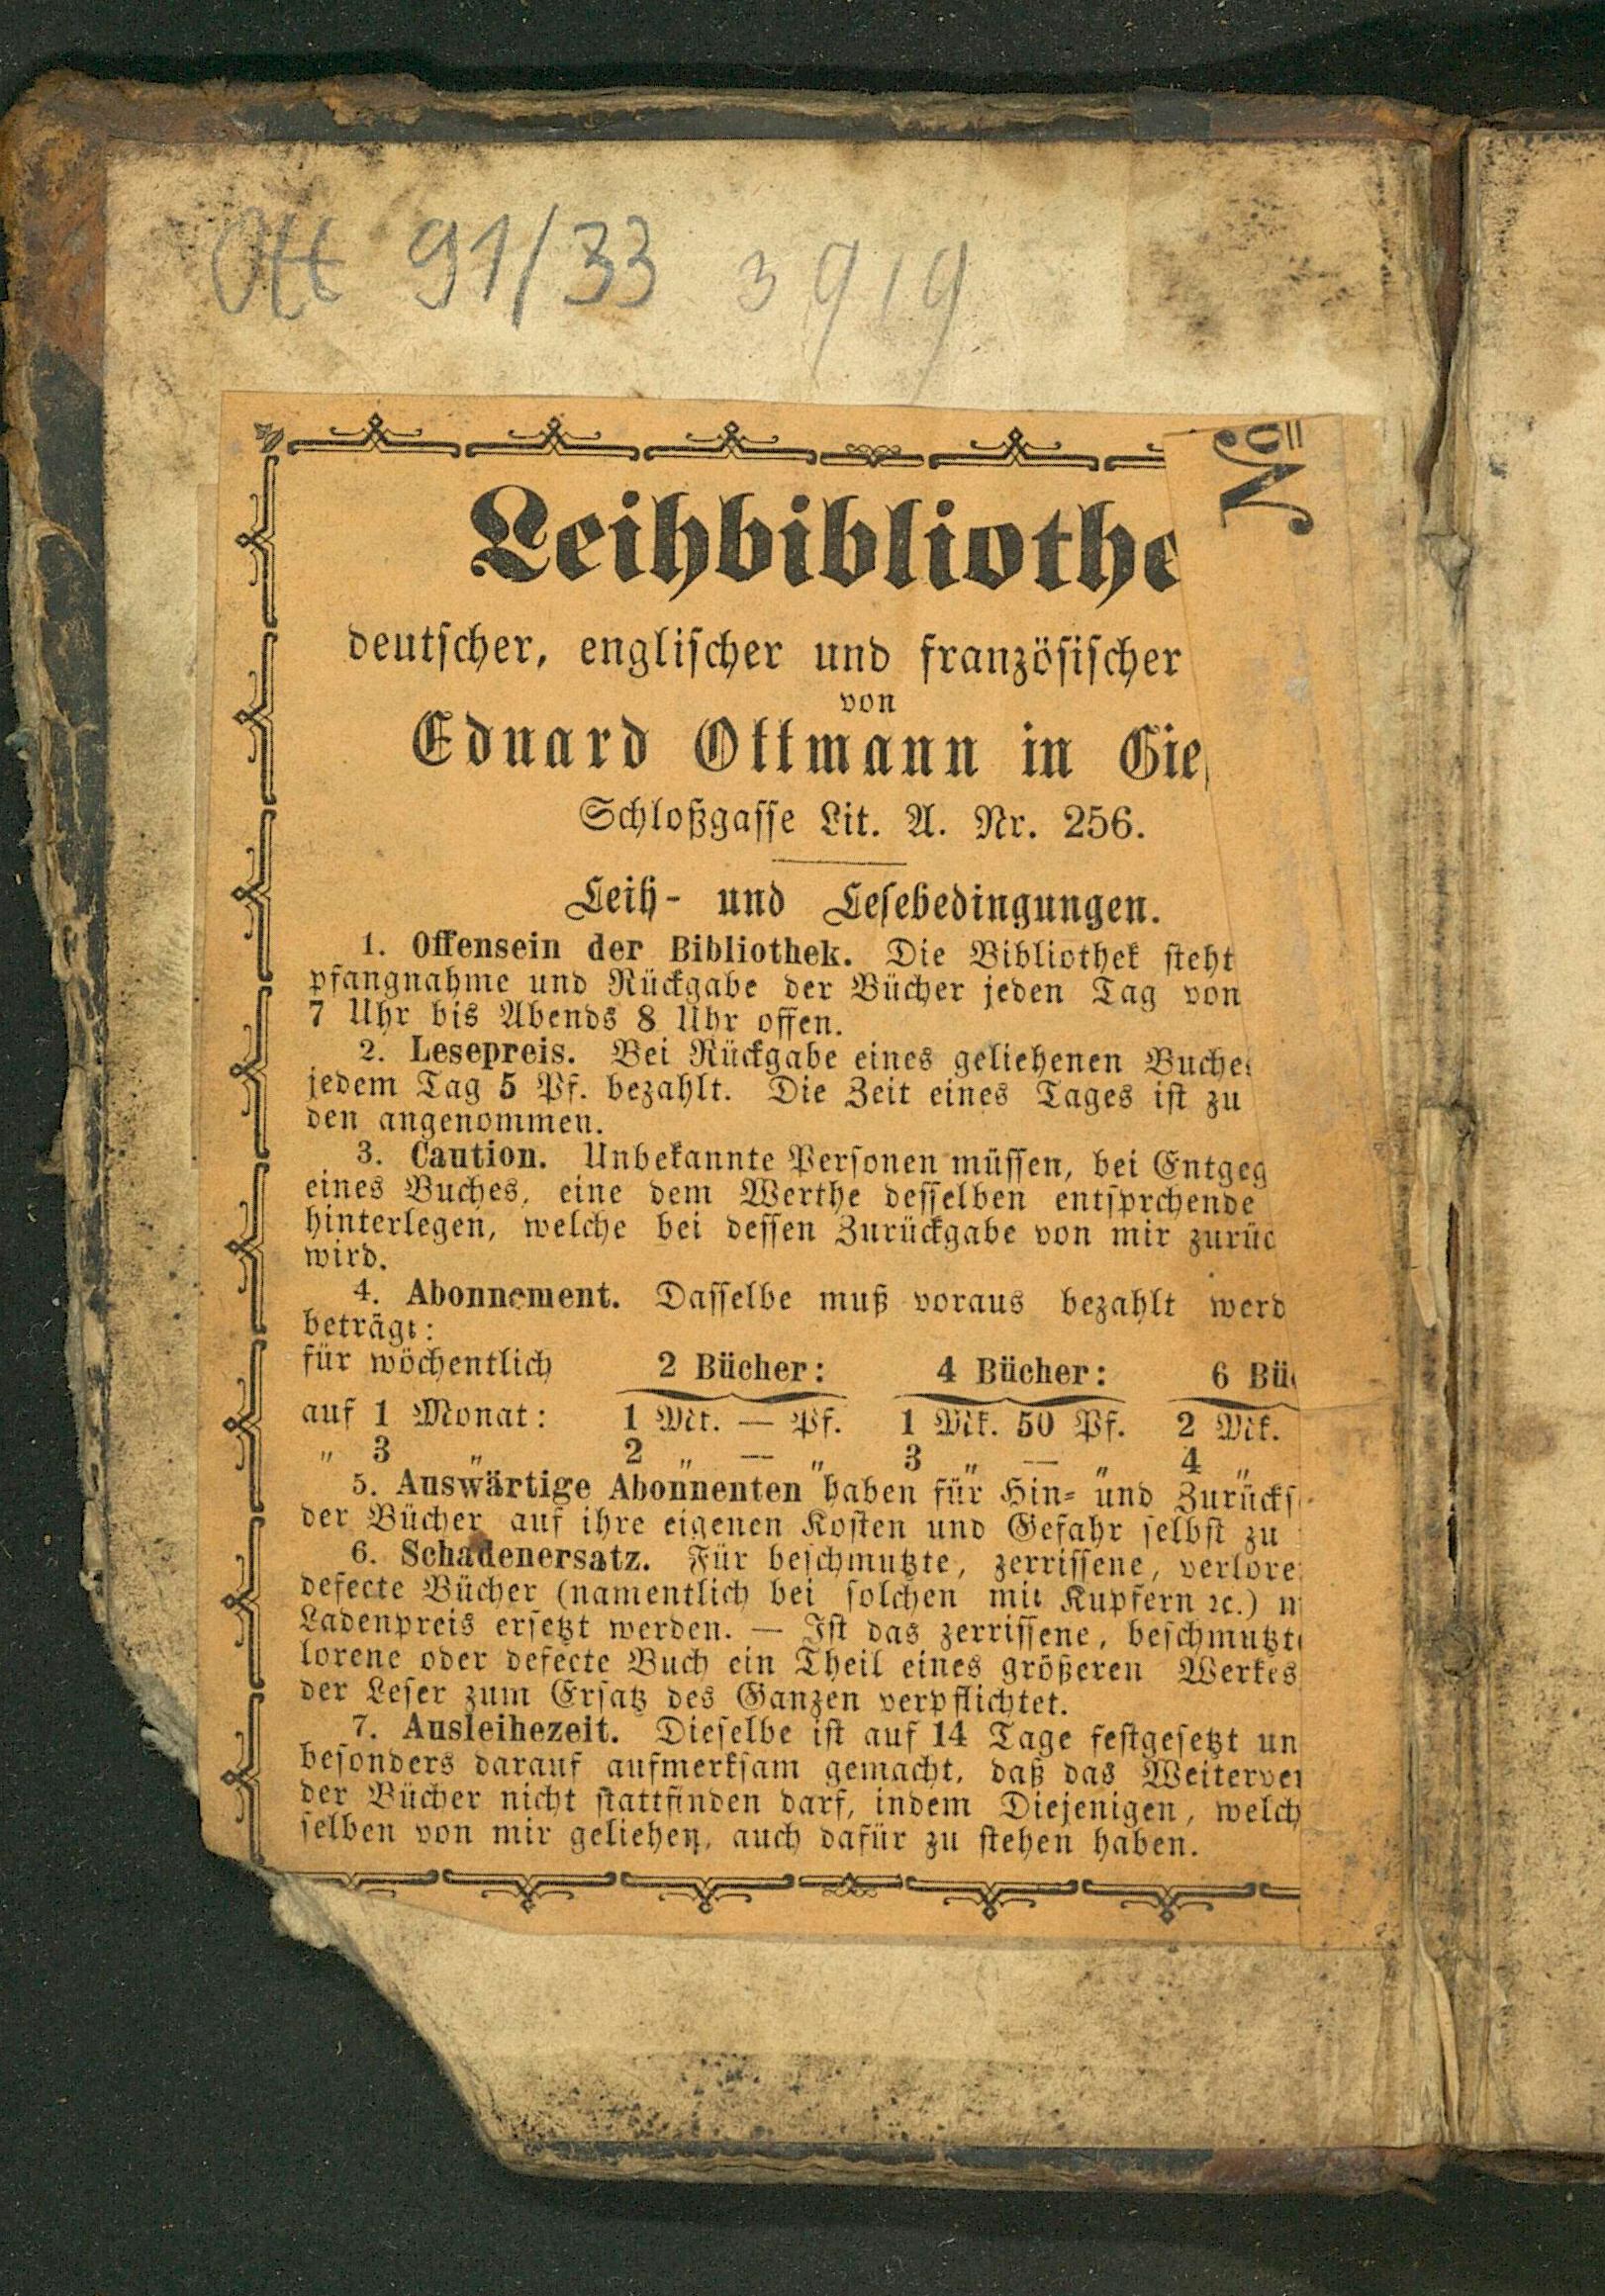 Ott 91/33 3919
№
Leihbibliothe
deutscher, englischer und französischer
von
Eduard Ottmann in Gie
Schloßgasse Lit. A. Nr. 256.
Leih- und Lesebedingungen.
1. Offensein der Bibliothek. Die Bibliothek steht
pfangnahme und Rückgabe der Bücher jeden Tag von
7 Uhr bis Abends 8 Uhr offen.
2. Lesepreis. Bei Rückgabe eines geliehenen Buche
jedem Tag 5 Pf. bezahlt. Die Zeit eines Tages ist zu
den angenommen.
3. Caution. Unbekannte Personen müssen, bei Entgeg
eines Buches, eine dem Werthe desselben entsprchende
hinterlegen, welche bei dessen Zurückgabe von mir zurüc
wird.
4. Abonnement. Dasselbe muß voraus bezahlt werd
beträgt:
für wöchentlich 2 Bücher: 4 Bücher: 6 Büc
auf 1 Monat: 1 Mk. — Pf. 1 Mk. 50 Pf. 2 Mk.
" 3 " 2 " — " 3 " — " 4 "
5. Auswärtige Abonnenten haben für Hin- und Zurücks
der Bücher auf ihre eigenen Kosten und Gefahr selbst zu
6. Schadenersatz. Für beschmutzte, zerrissene, verlore
defecte Bücher (namentlich bei solchen mit Kupfern ꝛc.) m
Ladenpreis ersetzt werden. — Ist das zerrissene, beschmutzte
lorene oder defecte Buch ein Theil eines größeren Werkes
der Leser zum Ersatz des Ganzen verpflichtet.
7. Ausleihezeit. Dieselbe ist auf 14 Tage festgesetzt un
besonders darauf aufmerksam gemacht, daß das Weiterver
der Bücher nicht stattfinden darf, indem Diejenigen, welch
selben von mir geliehen, auch dafür zu stehen haben.